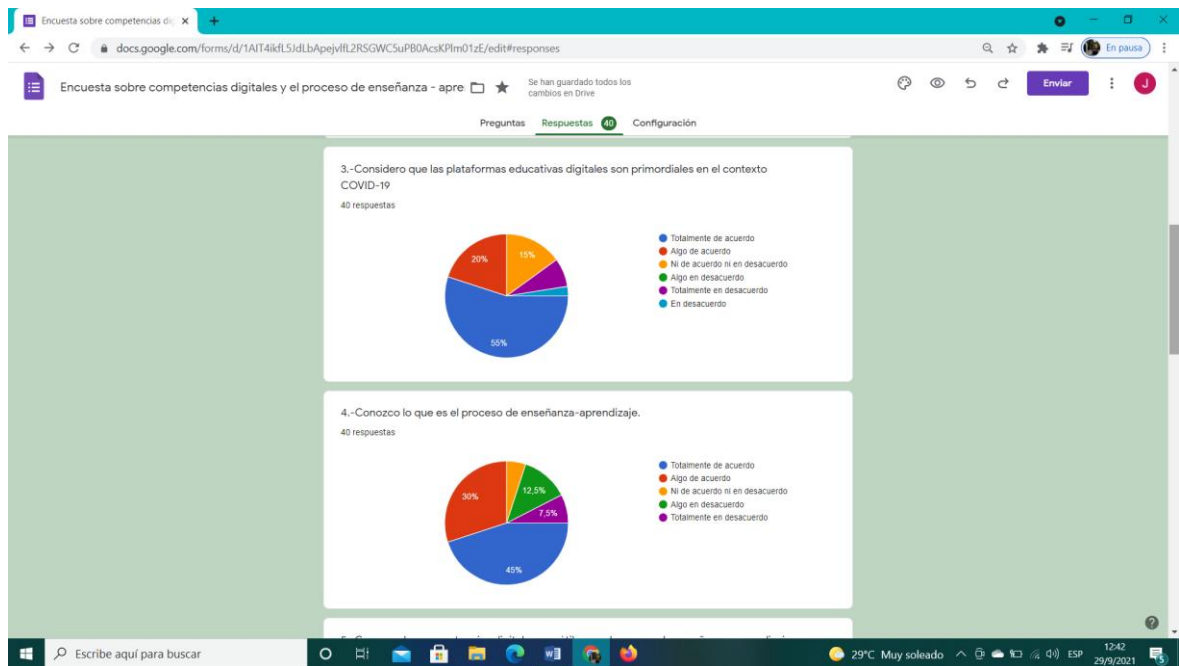 Encuesta sobre competencias di
docs.google.com/forms/d/1AIT4ikfL5JdLbApejvlfL2RSGWC5uPB0AcsKPlm01zE/edit#responses
En pausa
Encuesta sobre competencias digitales y el proceso de enseñanza - apre
Se han guardado todos los
cambios en Drive
Enviar
J
Preguntas Respuestas 40 Configuración
3.-Considero que las plataformas educativas digitales son primordiales en el contexto
COVID-19
40 respuestas
20%
15%
55%
Totalmente de acuerdo
Algo de acuerdo
Ni de acuerdo ni en desacuerdo
Algo en desacuerdo
Totalmente en desacuerdo
En desacuerdo
4.-Conozco lo que es el proceso de enseñanza-aprendizaje.
40 respuestas
30%
12,5%
7,5%
45%
Totalmente de acuerdo
Algo de acuerdo
Ni de acuerdo ni en desacuerdo
Algo en desacuerdo
Totalmente en desacuerdo
Escribe aquí para buscar
29°C Muy soleado
ESP
12:42
29/9/2021
5